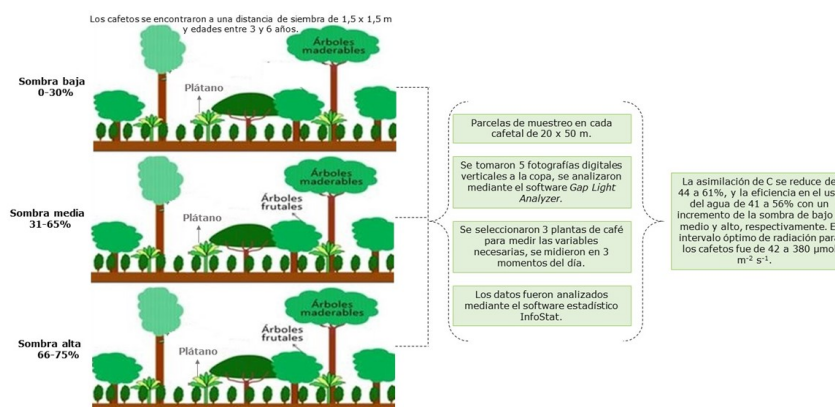 Los cafetos se encontraron a una distancia de siembra de 1,5 x 1,5 m
y edades entre 3 y 6 años.
Sombra baja
0-30%
Plátano
Árboles
maderables
Sombra media
31-65%
Plátano
Árboles
frutales
Árboles
maderables
Sombra alta
66-75%
Plátano
Árboles
frutales
Árboles
maderables
Parcelas de muestreo en cada
cafetal de 20 x 50 m.
Se tomaron 5 fotografías digitales
verticales a la copa, se analizaron
mediante el software Gap Light
Analyzer.
Se seleccionaron 3 plantas de café
para medir las variables
necesarias, se midieron en 3
momentos del día.
Los datos fueron analizados
mediante el software estadístico
InfoStat.
La asimilación de C se reduce de
44 a 61%, y la eficiencia en el us
del agua de 41 a 56% con un
incremento de la sombra de bajo
medio y alto, respectivamente. E
intervalo óptimo de radiación par
los cafetos fue de 42 a 380 µmol
m⁻² s⁻¹.